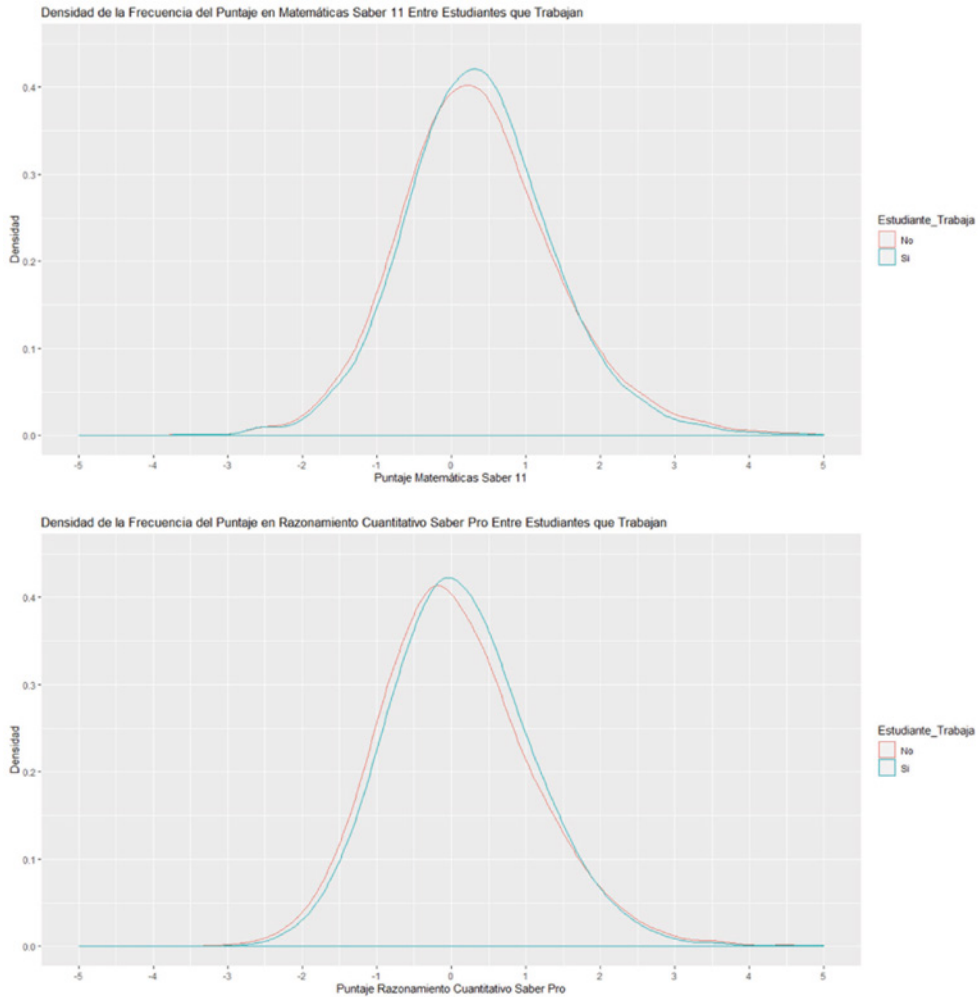 Densidad de la Frecuencia del Puntaje en Matemáticas Saber 11 Entre Estudiantes que Trabajan
0.4
0.3
0.2
0.1
0.0
Densidad
-5 -4 -3 -2 -1 0 1 2 3 4 5
Puntaje Matemáticas Saber 11
Estudiante_Trabaja
No
Si
Densidad de la Frecuencia del Puntaje en Razonamiento Cuantitativo Saber Pro Entre Estudiantes que Trabajan
0.4
0.3
0.2
0.1
0.0
Densidad
-5 -4 -3 -2 -1 0 1 2 3 4 5
Puntaje Razonamiento Cuantitativo Saber Pro
Estudiante_Trabaja
No
Si